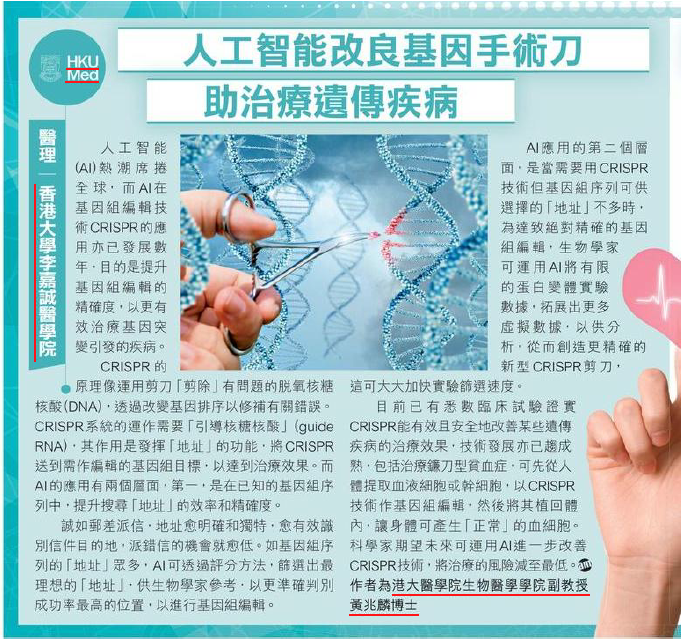 HKU
Med
人工智能改良基因手術刀
助治療遺傳疾病
醫理｜香港大學李嘉誠醫學院
人工智能
(AI)熱潮席捲
全球，而AI在
基因組編輯技
術CRISPR的應
用亦已發展數
年，目的是提升
基因組編輯的
精確度，以更有
效治療基因突
變引發的疾病。
CRISPR的
原理像運用剪刀「剪除」有問題的脫氧核糖
核酸(DNA)，透過改變基因排序以修補有關錯誤。
CRISPR系統的運作需要「引導核糖核酸」(guide
RNA)，其作用是發揮「地址」的功能，將CRISPR
送到需作編輯的基因組目標，以達到治療效果。而
AI的應用有兩個層面，第一，是在已知的基因組序
列中，提升搜尋「地址」的效率和精確度。
誠如郵差派信，地址愈明確和獨特，愈有效識
別信件目的地，派錯信的機會就愈低。如基因組序
列的「地址」眾多，AI可透過評分方法，篩選出最
理想的「地址」，供生物學家參考，以更準確判別
成功率最高的位置，以進行基因組編輯。
AI應用的第二個層
面，是當需要用CRISPR
技術但基因組序列可供
選擇的「地址」不多時，
為達致絕對精確的基因
組編輯，生物學家
可運用AI將有限
的蛋白變體實驗
數據，拓展出更多
虛擬數據，以供分
析，從而創造更精確的
新型CRISPR剪刀，
這可大大加快實驗篩選速度。
目前已有悉數臨床試驗證實
CRISPR能有效且安全地改善某些遺傳
疾病的治療效果，技術發展亦已趨成
熟，包括治療鐮刀型貧血症，可先從人
體提取血液細胞或幹細胞，以CRISPR
技術作基因組編輯，然後將其植回體
內，讓身體可產生「正常」的血細胞。
科學家期望未來可運用AI進一步改善
CRISPR技術，將治療的風險減至最低。
作者為港大醫學院生物醫學學院副教授
黃兆麟博士